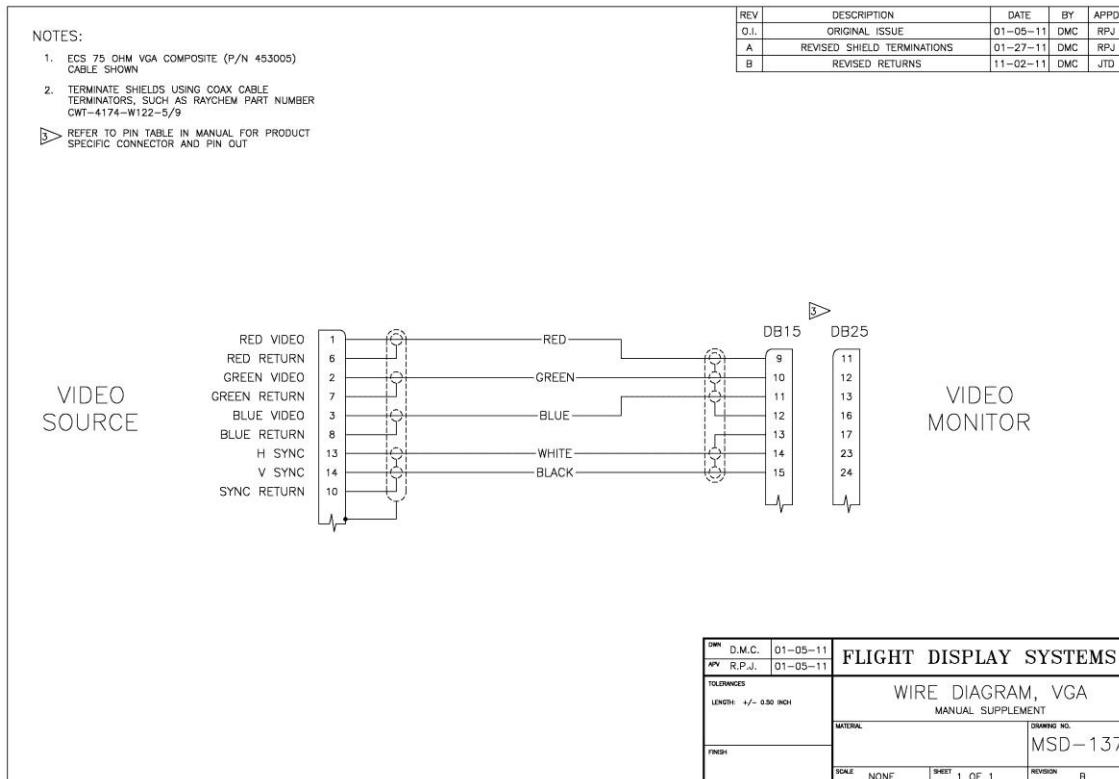 NOTES:
1. ECS 75 OHM VGA COMPOSITE (P/N 453005)
CABLE SHOWN
2. TERMINATE SHIELDS USING COAX CABLE
TERMINATORS, SUCH AS RAYCHEM PART NUMBER
CWT-4174-W122-5/9
3 REFER TO PIN TABLE IN MANUAL FOR PRODUCT
SPECIFIC CONNECTOR AND PIN OUT
REV DESCRIPTION DATE BY APPD
O.I. ORIGINAL ISSUE 01-05-11 DMC RPJ
A REVISED SHIELD TERMINATIONS 01-27-11 DMC RPJ
B REVISED RETURNS 11-02-11 DMC JTD
VIDEO
SOURCE
RED VIDEO 1
RED RETURN 6
GREEN VIDEO 2
GREEN RETURN 7
BLUE VIDEO 3
BLUE RETURN 8
H SYNC 13
V SYNC 14
SYNC RETURN 10
RED
GREEN
BLUE
WHITE
BLACK
3
DB15 DB25
9 11
10 12
11 13
12 16
13 17
14 23
15 24
VIDEO
MONITOR
DWN D.M.C. 01-05-11
APV R.P.J. 01-05-11
TOLERANCES
LENGTH: +/- 0.50 INCH
FINISH
FLIGHT DISPLAY SYSTEMS
WIRE DIAGRAM, VGA
MANUAL SUPPLEMENT
MATERIAL
DRAWING NO.
MSD-137
SCALE NONE SHEET 1 OF 1 REVISION B